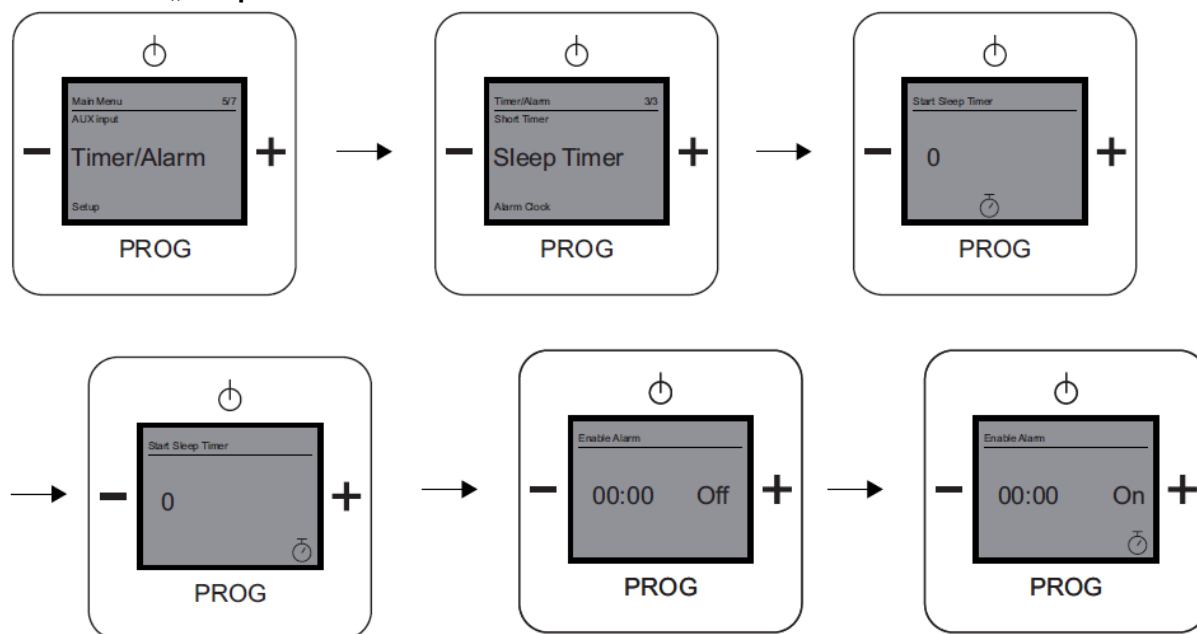 Main Menu 5/7
AUX input
Timer/Alarm
Setup
PROG
Timer/Alarm 3/3
Short Timer
Sleep Timer
Alarm Clock
PROG
Start Sleep Timer
0
PROG
Start Sleep Timer
0
PROG
Enable Alarm
00:00 Off
PROG
Enable Alarm
00:00 On
PROG